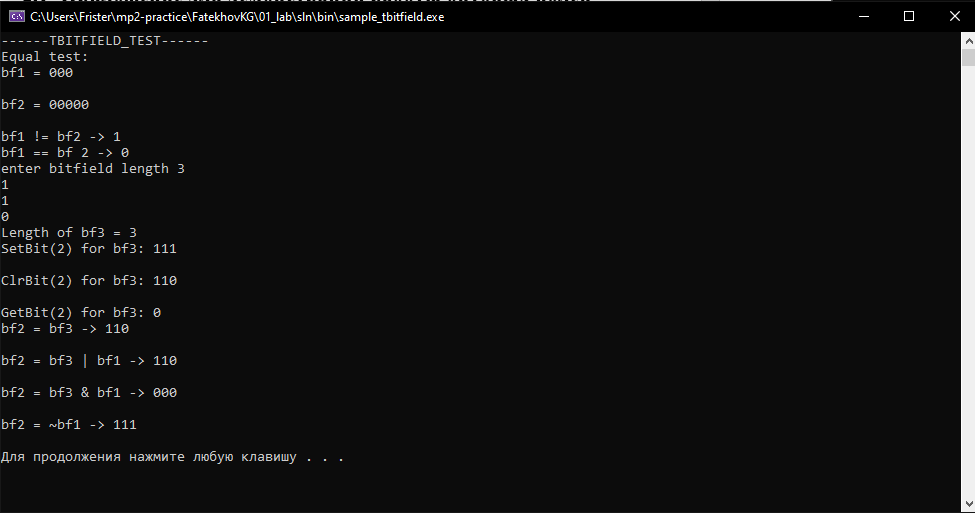 C:\Users\Frister\mp2-practice\FatekhovKG\01_lab\sln\bin\sample_tbitfield.exe
------TBITFIELD_TEST------
Equal test:
bf1 = 000
bf2 = 00000
bf1 != bf2 -> 1
bf1 == bf 2 -> 0
enter bitfield length 3
1
1
0
Length of bf3 = 3
SetBit(2) for bf3: 111
ClrBit(2) for bf3: 110
GetBit(2) for bf3: 0
bf2 = bf3 -> 110
bf2 = bf3 | bf1 -> 110
bf2 = bf3 & bf1 -> 000
bf2 = ~bf1 -> 111
Для продолжения нажмите любую клавишу . . .